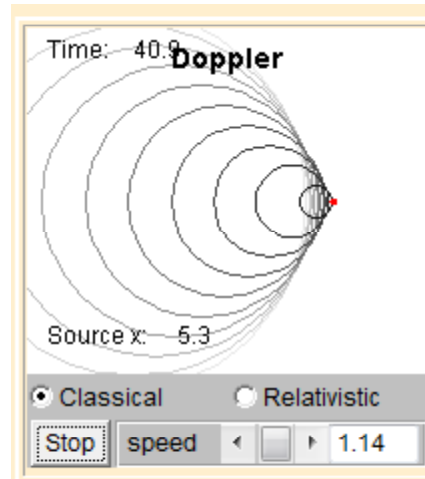 Time: 40.9
Doppler
Source x: 5.3
Classical Relativistic
Stop speed 1.14